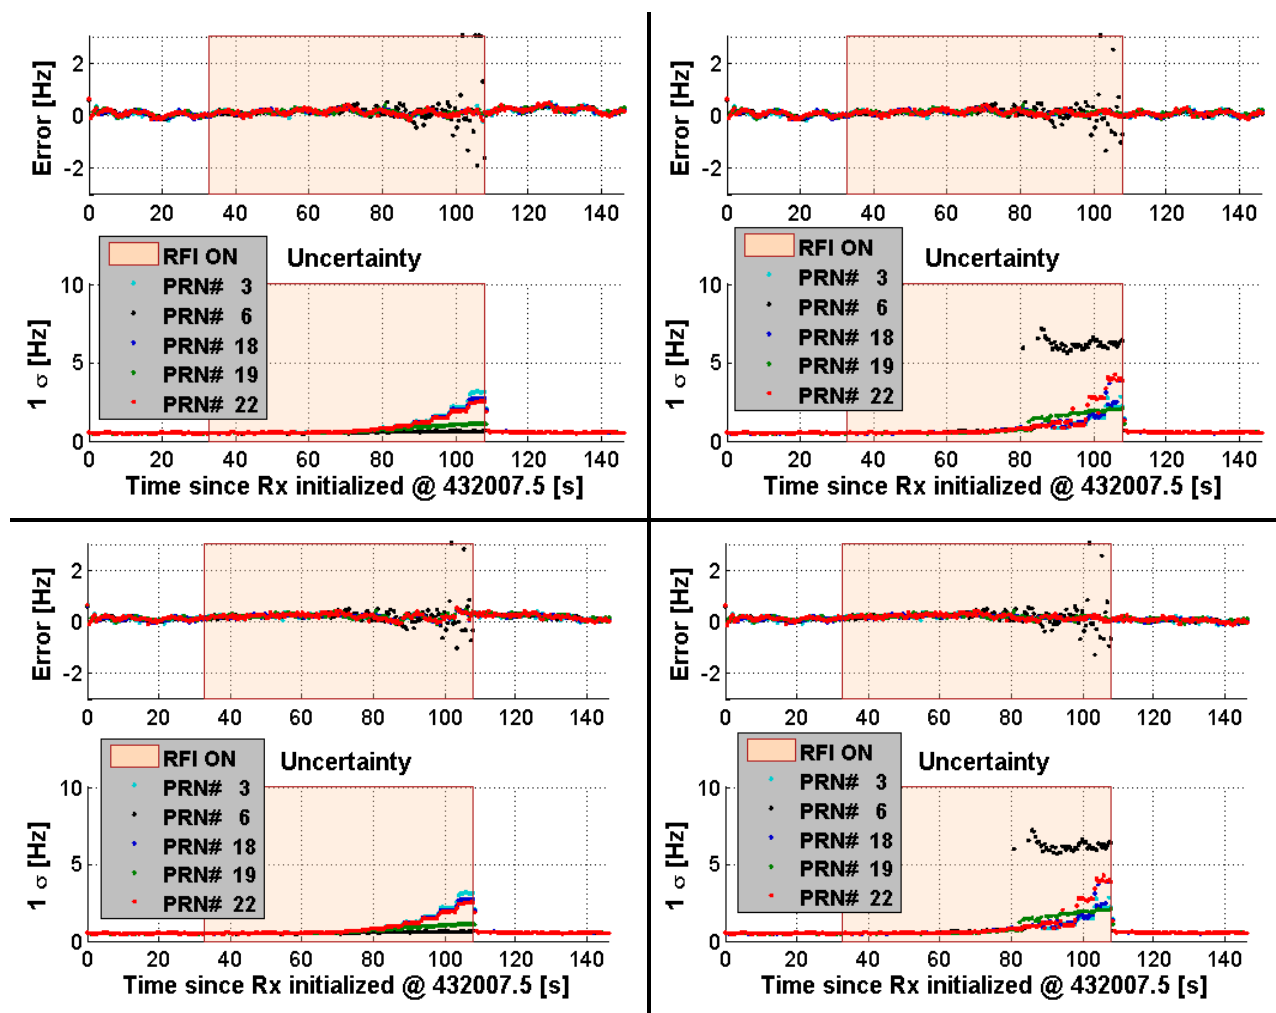 Error [Hz]
2
0
-2
0 20 40 60 80 100 120 140
Uncertainty
RFI ON
PRN# 3
PRN# 6
PRN# 18
PRN# 19
PRN# 22
1 σ [Hz]
10
5
0
0 20 40 60 80 100 120 140
Time since Rx initialized @ 432007.5 [s]
Error [Hz]
2
0
-2
0 20 40 60 80 100 120 140
Uncertainty
RFI ON
PRN# 3
PRN# 6
PRN# 18
PRN# 19
PRN# 22
1 σ [Hz]
10
5
0
0 20 40 60 80 100 120 140
Time since Rx initialized @ 432007.5 [s]
Error [Hz]
2
0
-2
0 20 40 60 80 100 120 140
Uncertainty
RFI ON
PRN# 3
PRN# 6
PRN# 18
PRN# 19
PRN# 22
1 σ [Hz]
10
5
0
0 20 40 60 80 100 120 140
Time since Rx initialized @ 432007.5 [s]
Error [Hz]
2
0
-2
0 20 40 60 80 100 120 140
Uncertainty
RFI ON
PRN# 3
PRN# 6
PRN# 18
PRN# 19
PRN# 22
1 σ [Hz]
10
5
0
0 20 40 60 80 100 120 140
Time since Rx initialized @ 432007.5 [s]